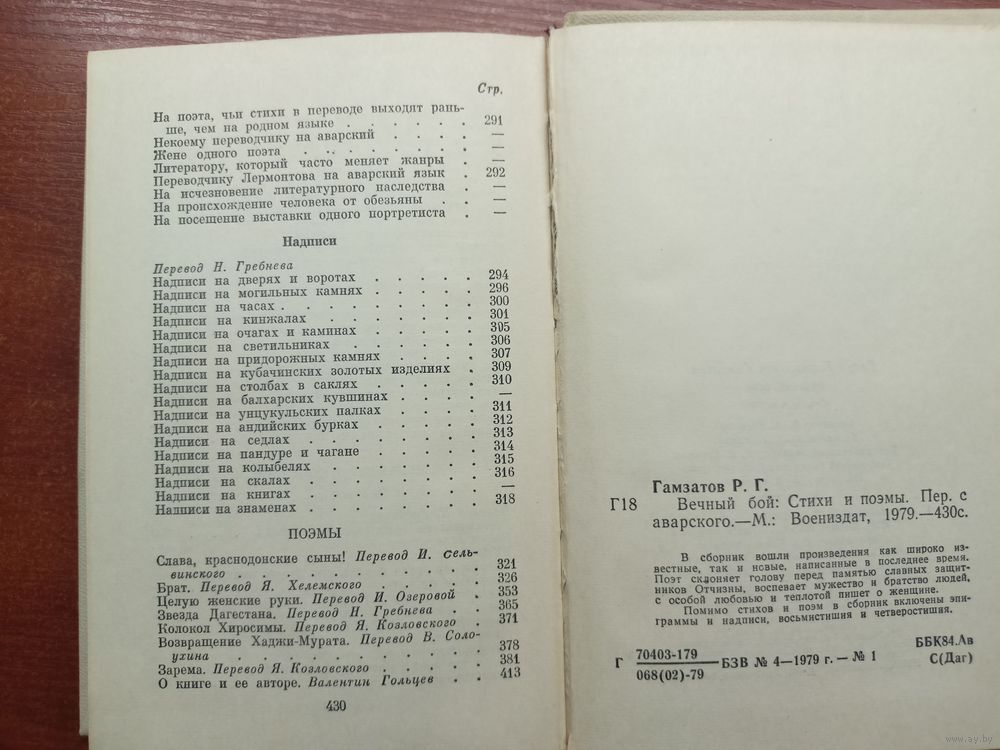 Стр.
На поэта, чьи стихи в переводе выходят рань-
ше, чем на родном языке . . . . . . 291
Некоему переводчику на аварский . . . . —
Жене одного поэта . . . . . . . —
Литератору, который часто меняет жанры . —
Переводчику Лермонтова на аварский язык . 292
На исчезновение литературного наследства . —
На происхождение человека от обезьяны . . —
На посещение выставки одного портретиста . —
Надписи
Перевод Н. Гребнева
Надписи на дверях и воротах . . . . . 294
Надписи на могильных камнях . . . . . 296
Надписи на часах . . . . . . . . 300
Надписи на кинжалах . . . . . . . 301
Надписи на очагах и каминах . . . . . 305
Надписи на светильниках . . . . . . 306
Надписи на придорожных камнях . . . . 307
Надписи на кубачинских золотых изделиях . 309
Надписи на столбах в саклях . . . . . 310
Надписи на балхарских кувшинах . . . . —
Надписи на унцукульских палках . . . . 311
Надписи на андийских бурках . . . . . 312
Надписи на седлах . . . . . . . 313
Надписи на пандуре и чагане . . . . . 314
Надписи на колыбелях . . . . . . 315
Надписи на скалах . . . . . . . 316
Надписи на книгах . . . . . . . —
Надписи на знаменах . . . . . . . 318
ПОЭМЫ
Слава, краснодонские сыны! Перевод И. Сель-
винского . . . . . . . . . . 321
Брат. Перевод Я. Хелемского . . . . . 326
Целую женские руки. Перевод И. Озеровой . 353
Звезда Дагестана. Перевод Н. Гребнева . . 365
Колокол Хиросимы. Перевод Я. Козловского . 371
Возвращение Хаджи-Мурата. Перевод В. Соло-
ухина . . . . . . . . . . . 378
Зарема. Перевод Я. Козловского . . . . 381
О книге и ее авторе. Валентин Гольцев . . 413
430
Гамзатов Р. Г.
Г18 Вечный бой: Стихи и поэмы. Пер. с
аварского.—М.: Воениздат, 1979.—430с.
В сборник вошли произведения как широко из-
вестные, так и новые, написанные в последнее время.
Поэт склоняет голову перед памятью славных защит-
ников Отчизны, воспевает мужество и братство людей,
с особой любовью и теплотой пишет о женщине.
Помимо стихов и поэм в сборник включены эпи-
граммы и надписи, восьмистишия и четверостишия.
Г 70403-179
068(02)-79 БЗВ № 4—1979 г.— № 1
ББК84.Ав
С(Даг)
www.ay.by